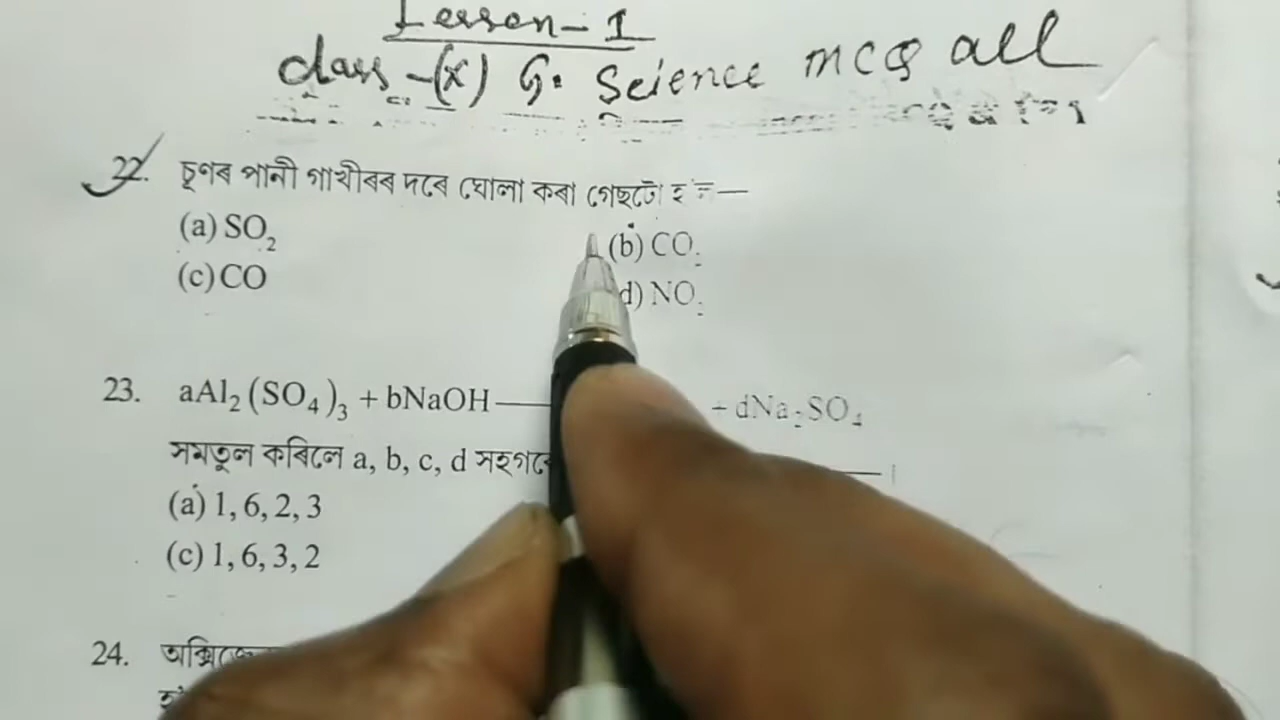 Lesson - 1
class - (x) G. Science mcq all
22. চূণৰ পানী গাখীৰৰ দৰে ঘোলা কৰা গেছটো হ'ল—
(a) SO₂ (b) CO₂
(c) CO (d) NO₂
23. aAl₂(SO₄)₃ + bNaOH — + dNa₂SO₄
সমতুল কৰিলে a, b, c, d
(a) 1, 6, 2, 3
(c) 1, 6, 3, 2
24.